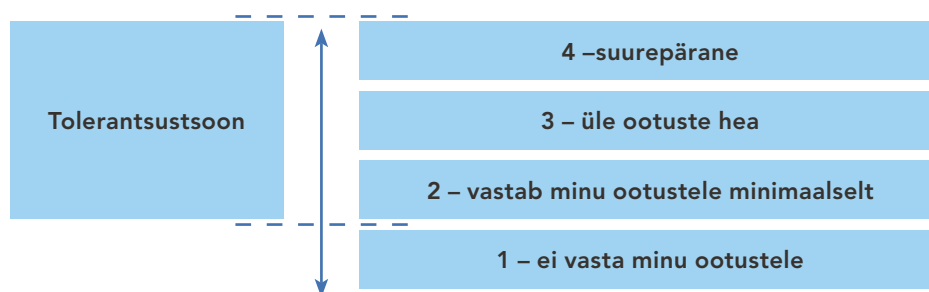 Tolerantsustsoon
4 –suurepärane
3 – üle ootuste hea
2 – vastab minu ootustele minimaalselt
1 – ei vasta minu ootustele